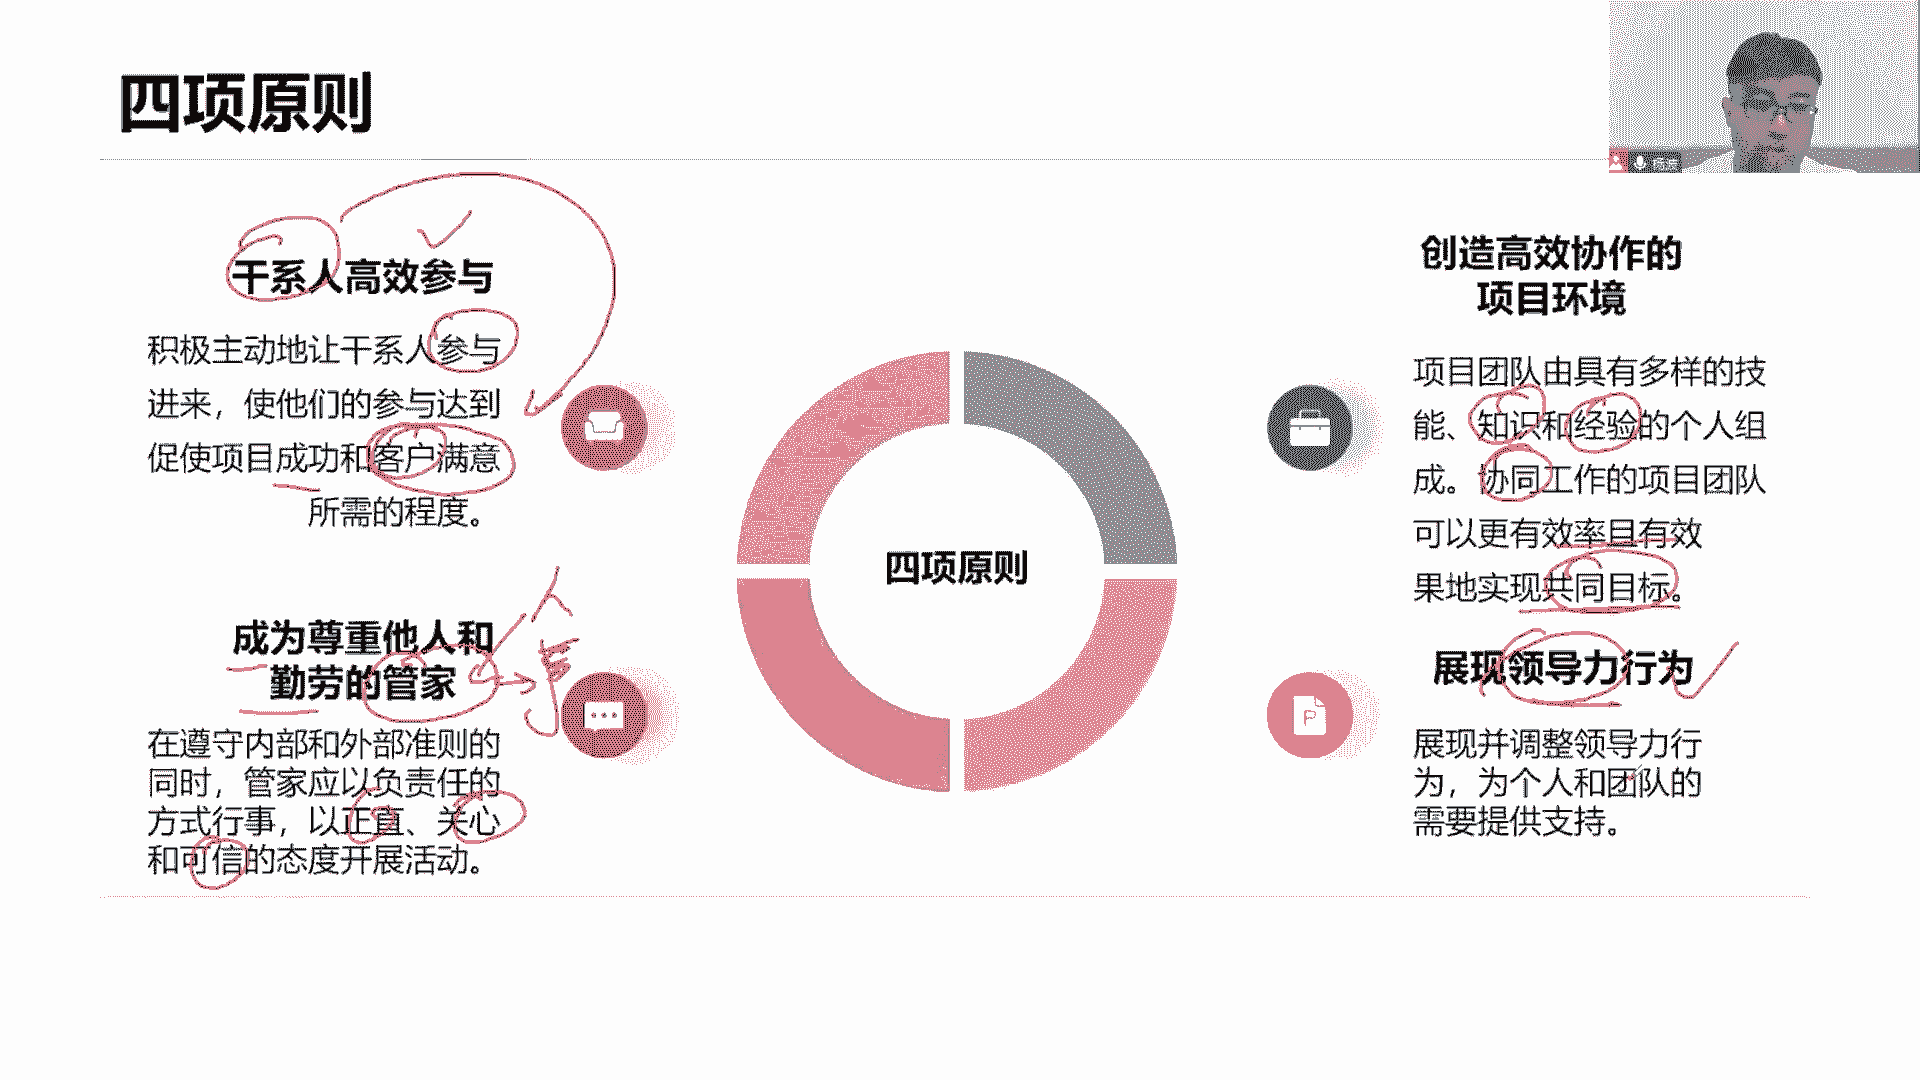 四项原则
干系人高效参与
积极主动地让干系人参与
进来，使他们的参与达到
促使项目成功和客户满意
所需的程度。
成为尊重他人和
勤劳的管家
人
事
在遵守内部和外部准则的
同时，管家应以负责任的
方式行事，以正直、关心
和可信的态度开展活动。
四项原则
创造高效协作的
项目环境
项目团队由具有多样的技
能、知识和经验的个人组
成。协同工作的项目团队
可以更有效率且有效
果地实现共同目标。
展现领导力行为
展现并调整领导力行
为，为个人和团队的
需要提供支持。